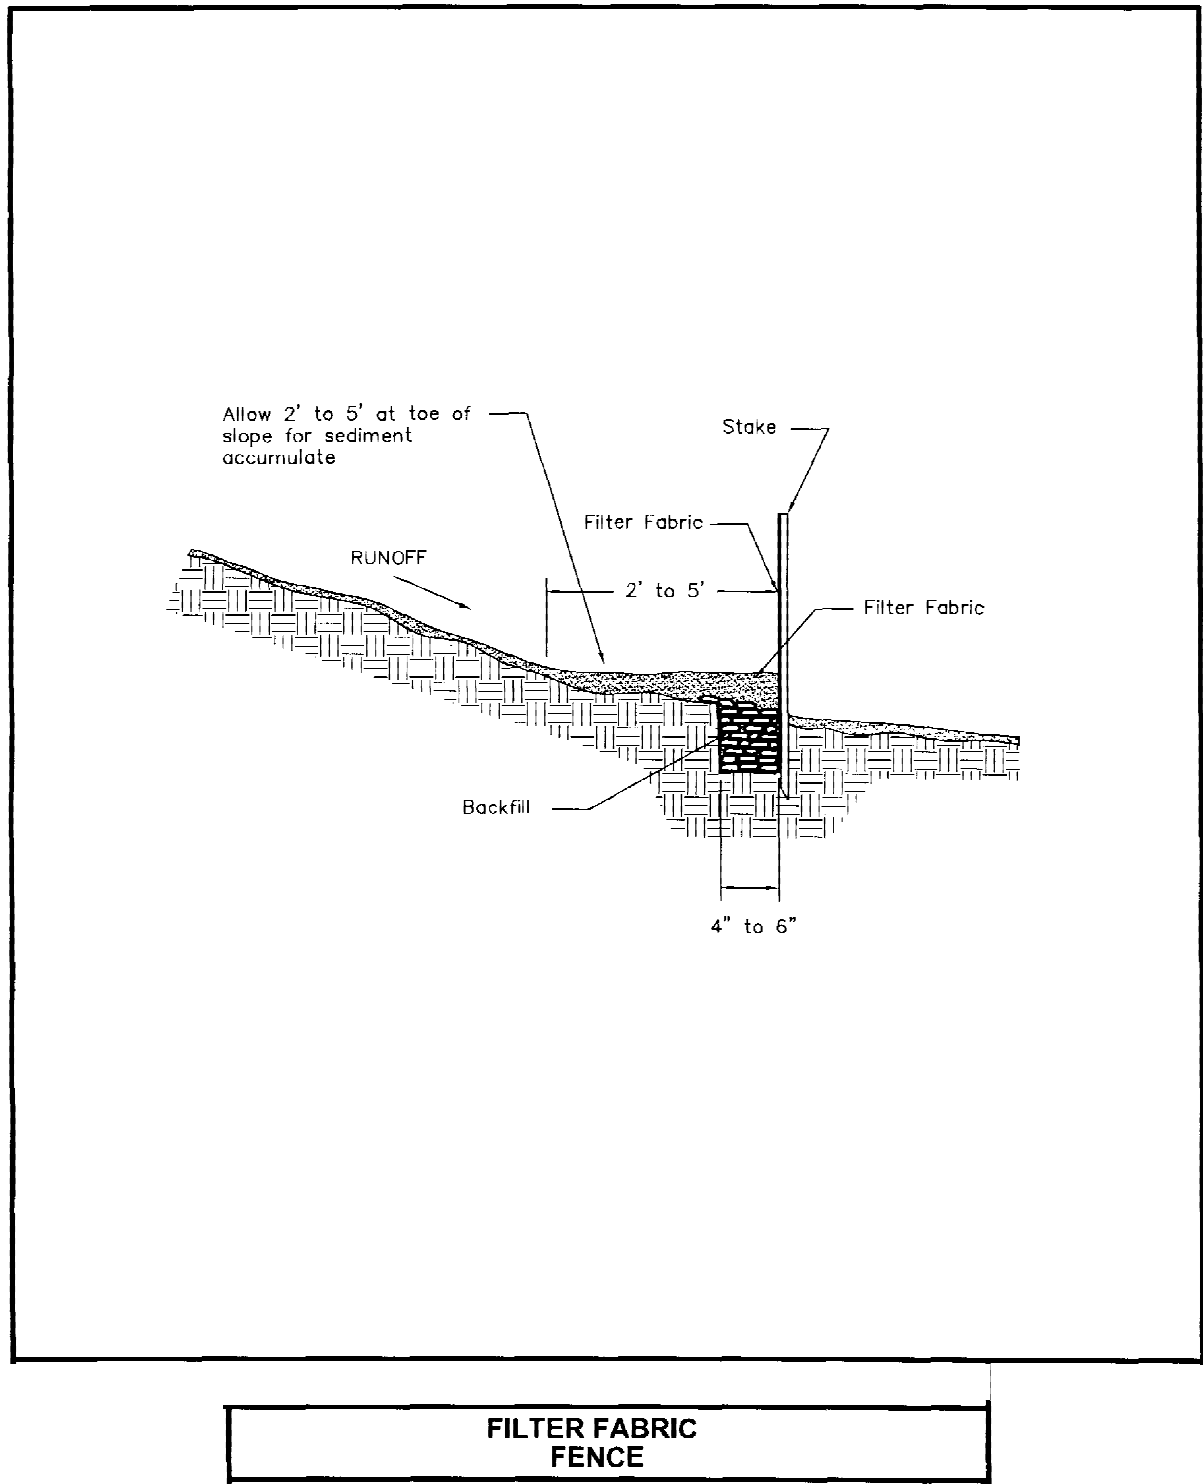 Allow 2' to 5' at toe of
slope for sediment
accumulate
Stake
Filter Fabric
RUNOFF
2' to 5'
Filter Fabric
Backfill
4" to 6"
FILTER FABRIC
FENCE